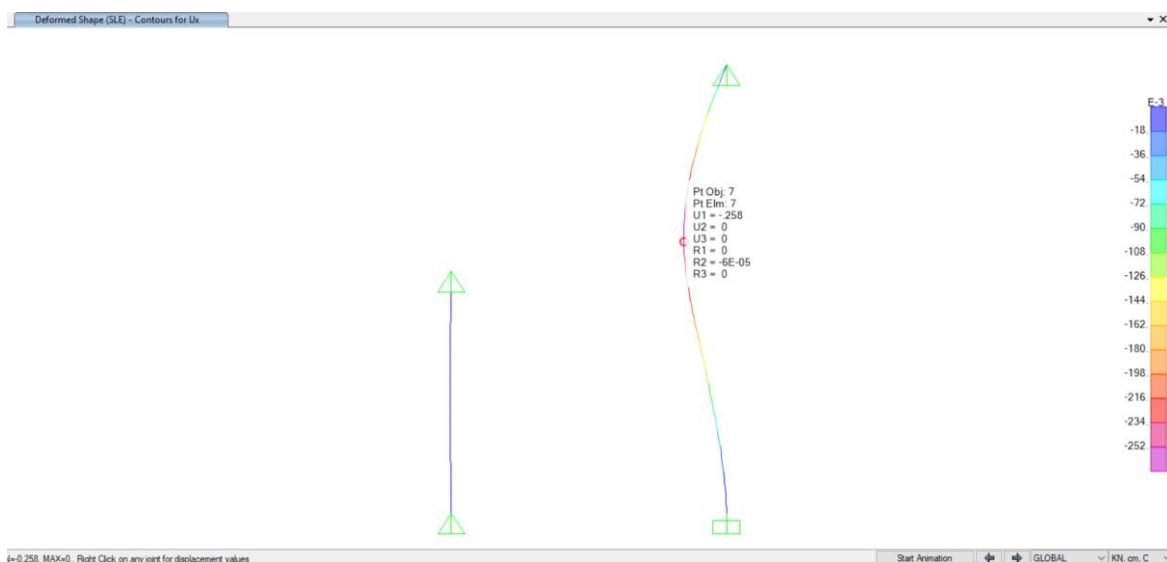 Deformed Shape (SLE) - Contours for Ux
E-3
-18.
-36.
-54.
-72.
-90.
-108.
-126.
-144.
-162.
-180.
-198.
-216.
-234.
-252.
Pt Obj: 7
Pt Elm: 7
U1 = -.258
U2 = 0
U3 = 0
R1 = 0
R2 = -6E-05
R3 = 0
MAX=0. Right Click on any joint for displacement values
Start Animation
GLOBAL
KN, cm, C